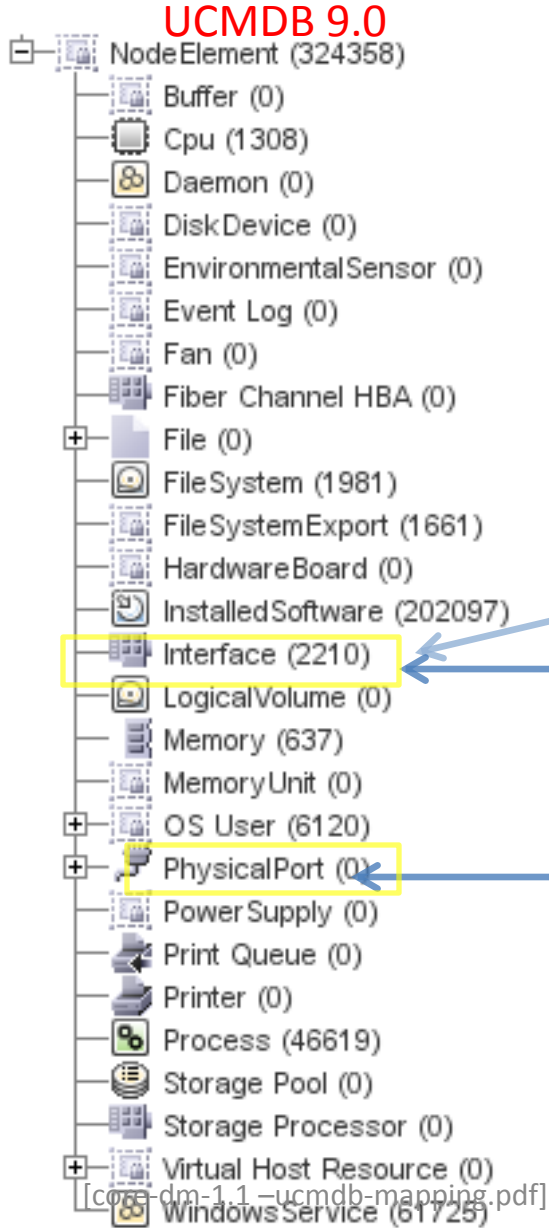 UCMDB 9.0
NodeElement (324358)
Buffer (0)
Cpu (1308)
Daemon (0)
DiskDevice (0)
EnvironmentalSensor (0)
Event Log (0)
Fan (0)
Fiber Channel HBA (0)
File (0)
FileSystem (1981)
FileSystemExport (1661)
HardwareBoard (0)
InstalledSoftware (202097)
Interface (2210)
LogicalVolume (0)
Memory (637)
MemoryUnit (0)
OS User (6120)
PhysicalPort (0)
PowerSupply (0)
Print Queue (0)
Printer (0)
Process (46619)
Storage Pool (0)
Storage Processor (0)
Virtual Host Resource (0)
[core-dm-1.1 –ucmdb-mapping.pdf]
WindowsService (61725)